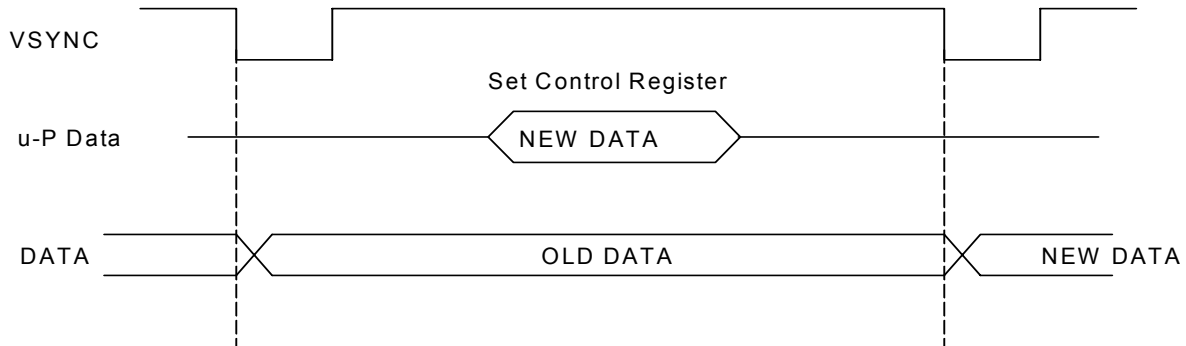 VSYNC
Set Control Register
u-P Data
NEW DATA
DATA
OLD DATA
NEW DATA